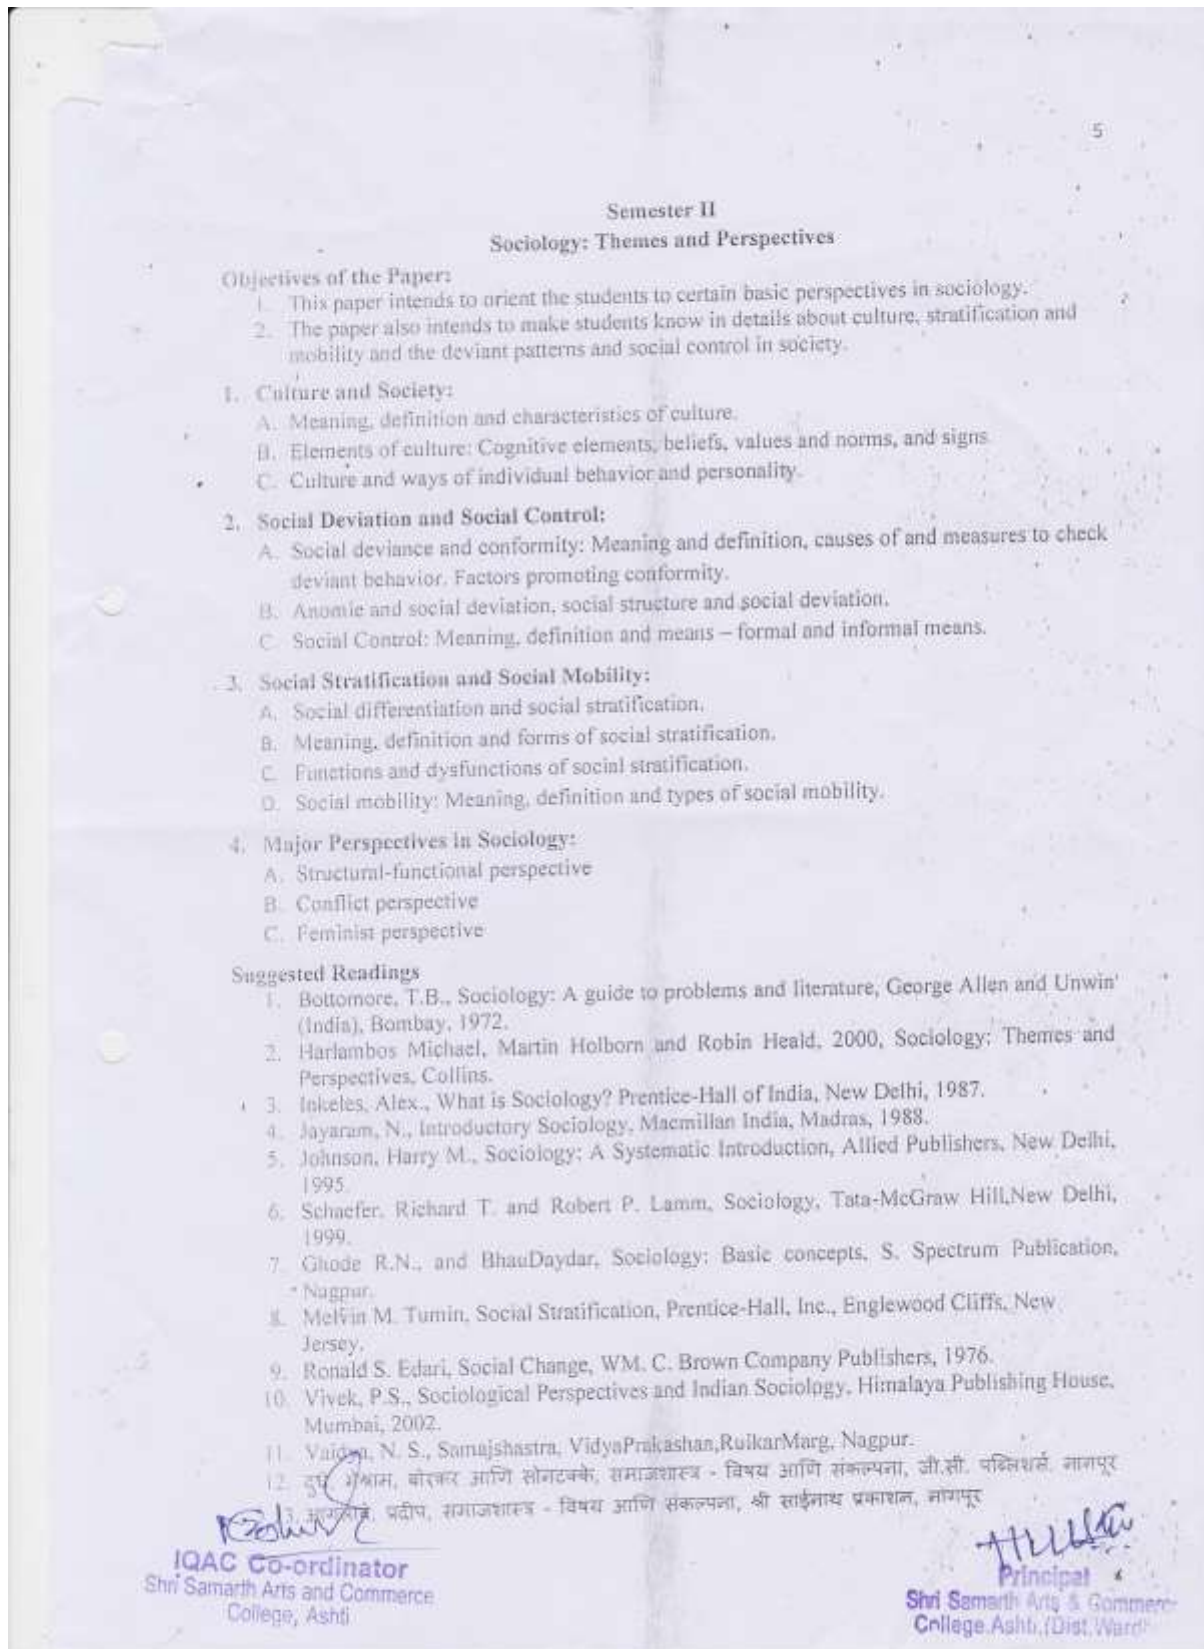 5
Semester II
Sociology: Themes and Perspectives
Objectives of the Paper:
1. This paper intends to orient the students to certain basic perspectives in sociology.
2. The paper also intends to make students know in details about culture, stratification and
mobility and the deviant patterns and social control in society.
1. Culture and Society:
A. Meaning, definition and characteristics of culture.
B. Elements of culture: Cognitive elements, beliefs, values and norms, and signs
C. Culture and ways of individual behavior and personality.
2. Social Deviation and Social Control:
A. Social deviance and conformity: Meaning and definition, causes of and measures to check
deviant behavior. Factors promoting conformity.
B. Anomie and social deviation, social structure and social deviation.
C. Social Control: Meaning, definition and means – formal and informal means.
3. Social Stratification and Social Mobility:
A. Social differentiation and social stratification.
B. Meaning, definition and forms of social stratification.
C. Functions and dysfunctions of social stratification.
D. Social mobility: Meaning, definition and types of social mobility.
4. Major Perspectives in Sociology:
A. Structural-functional perspective
B. Conflict perspective
C. Feminist perspective
Suggested Readings
1. Bottomore, T.B., Sociology: A guide to problems and literature, George Allen and Unwin'
(India), Bombay, 1972.
2. Harlambos Michael, Martin Holborn and Robin Heald, 2000, Sociology: Themes and
Perspectives, Collins.
3. Inkeles, Alex., What is Sociology? Prentice-Hall of India, New Delhi, 1987.
4. Jayaram, N., Introductory Sociology, Macmillan India, Madras, 1988.
5. Johnson, Harry M., Sociology: A Systematic Introduction, Allied Publishers, New Delhi,
1995.
6. Schaefer, Richard T. and Robert P. Lamm, Sociology, Tata-McGraw Hill,New Delhi,
1999.
7. Ghode R.N., and BhauDaydar, Sociology: Basic concepts, S. Spectrum Publication,
Nagpur.
8. Melvin M. Tumin, Social Stratification, Prentice-Hall, Inc., Englewood Cliffs, New
Jersey.
9. Ronald S. Edari, Social Change, WM. C. Brown Company Publishers, 1976.
10. Vivek, P.S., Sociological Perspectives and Indian Sociology, Himalaya Publishing House,
Mumbai, 2002.
11. Vaidya, N. S., Samajshastra, VidyaPrakashan,RuikarMarg, Nagpur.
12. बोरकर आणि सोनटक्के, समाजशास्त्र - विषय आणि संकल्पना, जी.सी. पब्लिशर्स, नागपूर
प्रदीप, समाजशास्त्र - विषय आणि संकल्पना, श्री साईनाथ प्रकाशन, नागपूर
IQAC Co-ordinator
Shri Samarth Arts and Commerce
College, Ashti
Principal
Shri Samarth Arts & Commerc
College.Ashti,(Dist.Wardh